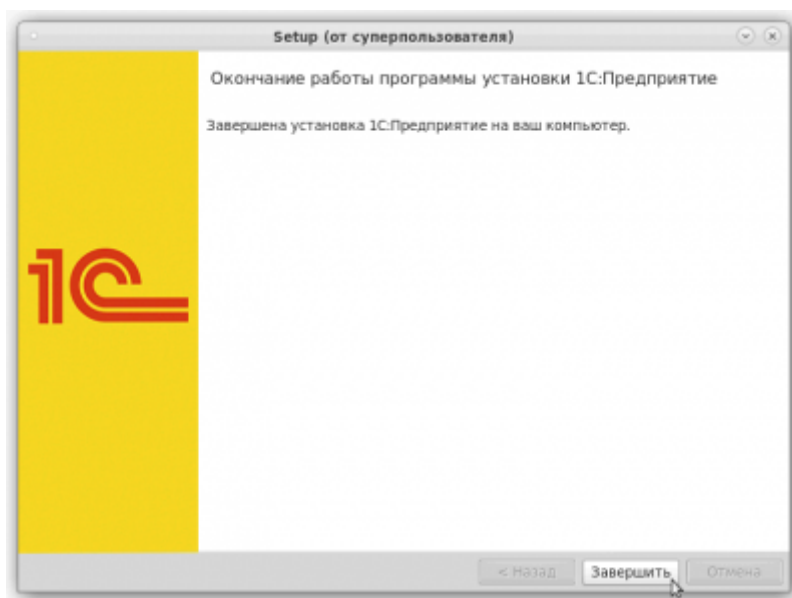 Setup (от суперпользователя)
Окончание работы программы установки 1С:Предприятие
Завершена установка 1С:Предприятие на ваш компьютер.
1С
< Назад Завершить Отмена